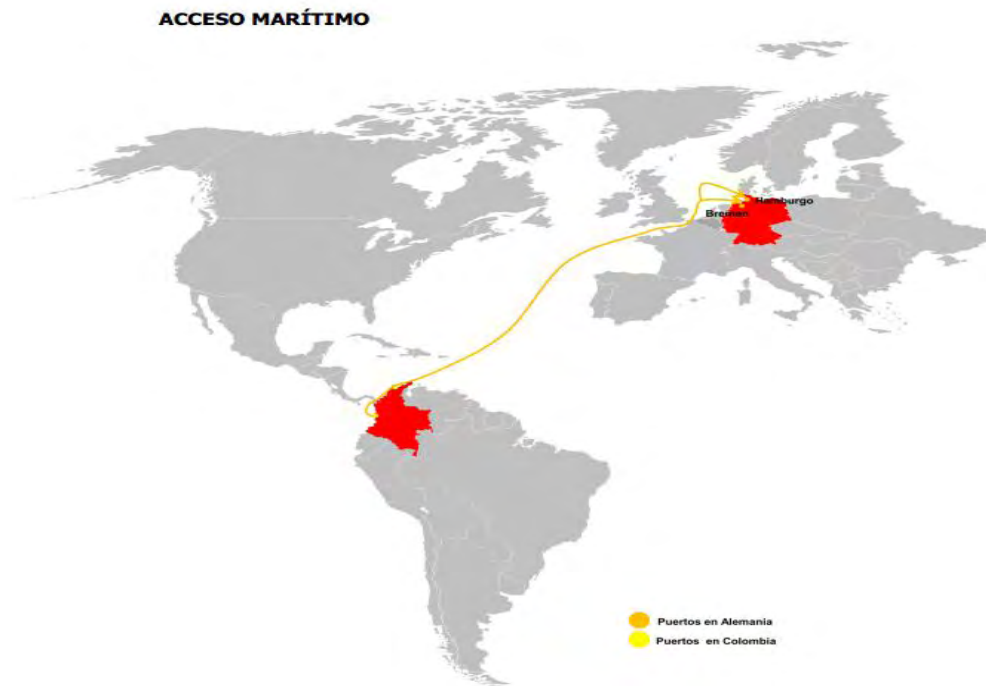 ACCESO MARÍTIMO
Hamburgo
Bremen
Puertos en Alemania
Puertos en Colombia